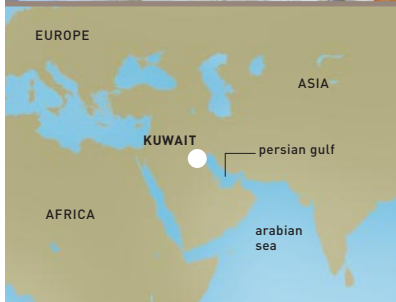 EUROPE
ASIA
KUWAIT
persian gulf
AFRICA
arabian
sea